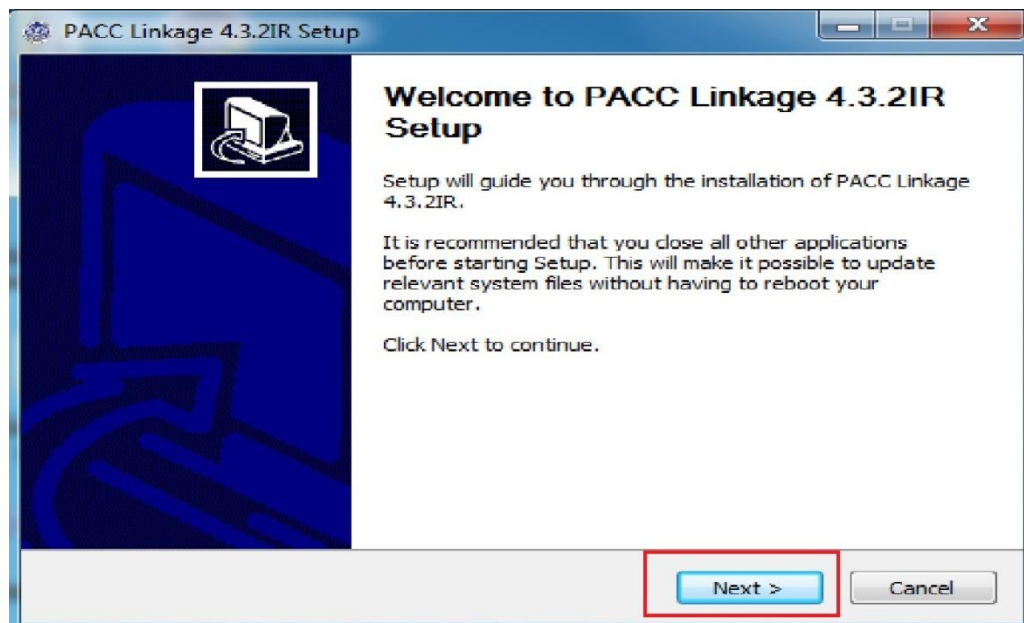 PACC Linkage 4.3.2IR Setup
Welcome to PACC Linkage 4.3.2IR
Setup
Setup will guide you through the installation of PACC Linkage
4.3.2IR.
It is recommended that you close all other applications
before starting Setup. This will make it possible to update
relevant system files without having to reboot your
computer.
Click Next to continue.
Next >
Cancel